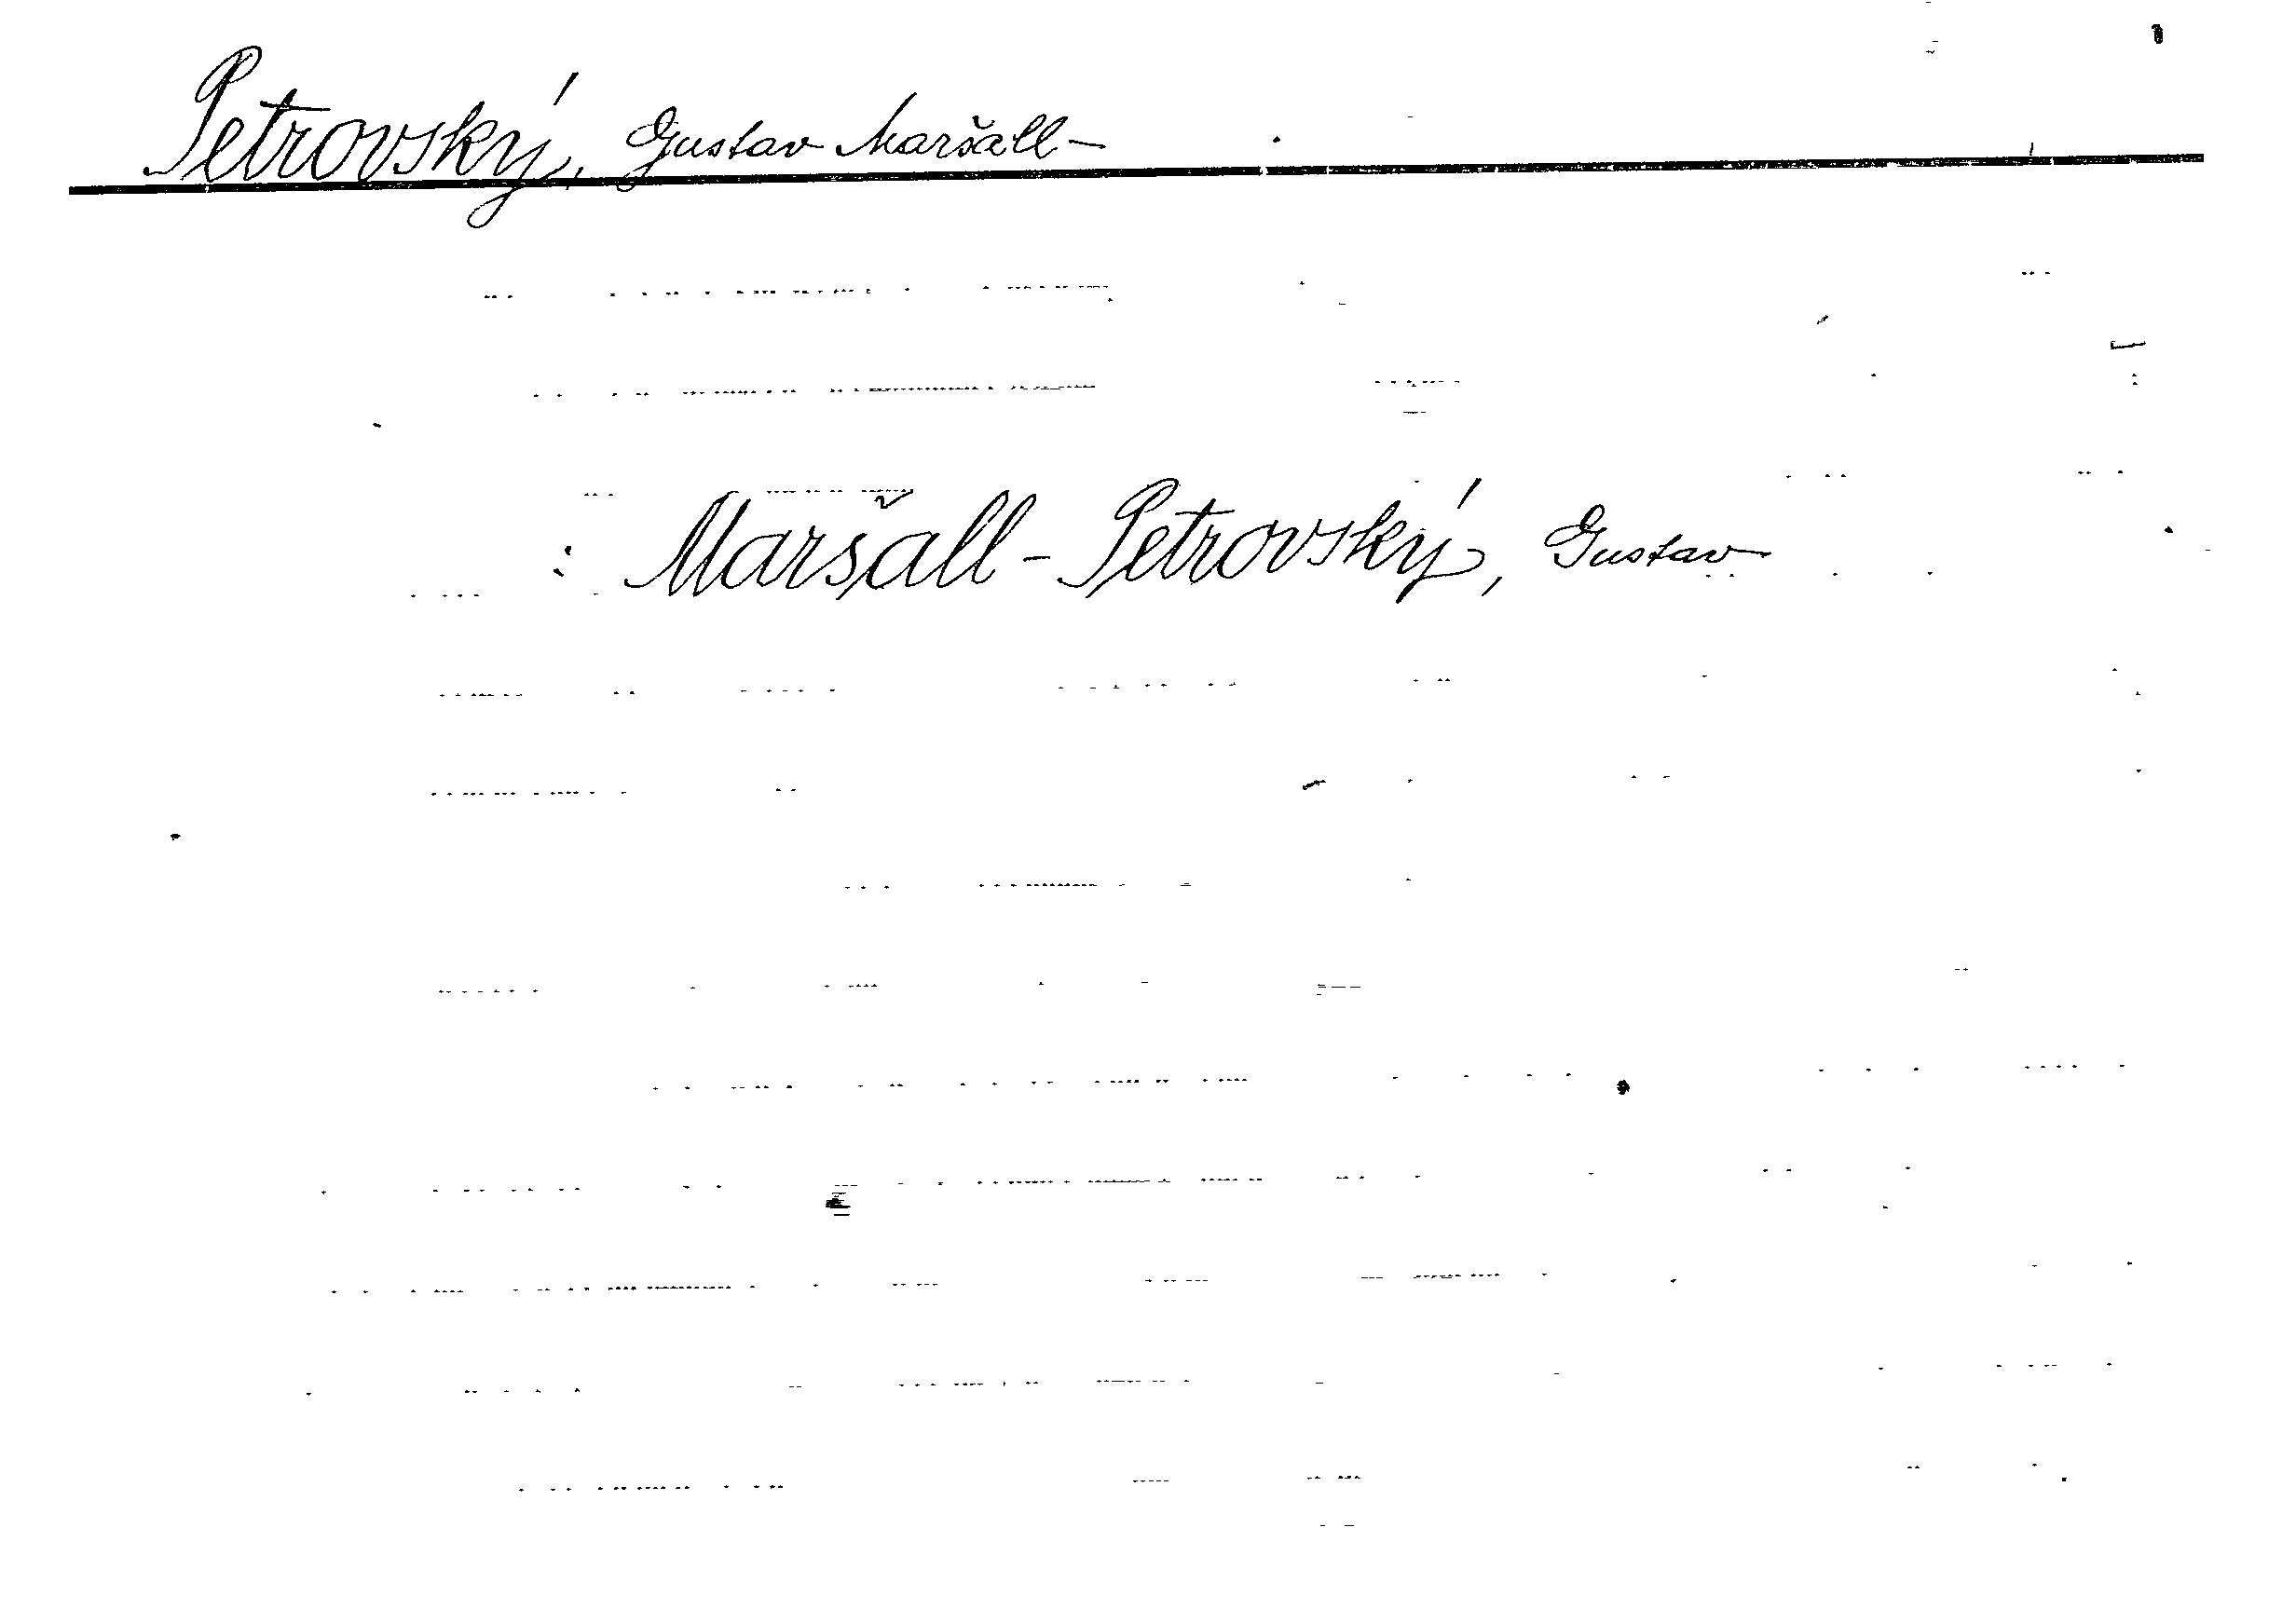 Petrovský, Gustav Maršall-
: Maršall-Petrovský, Gustav